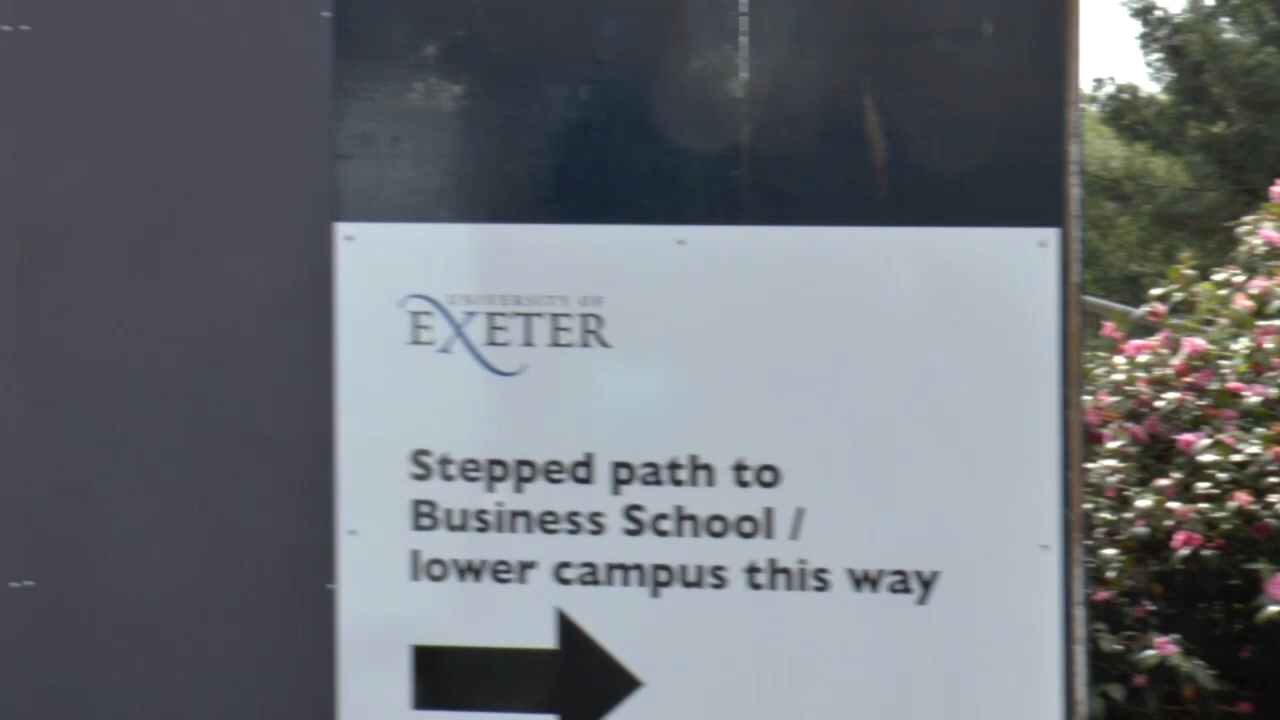 UNIVERSITY OF
EXETER
Stepped path to
Business School /
lower campus this way